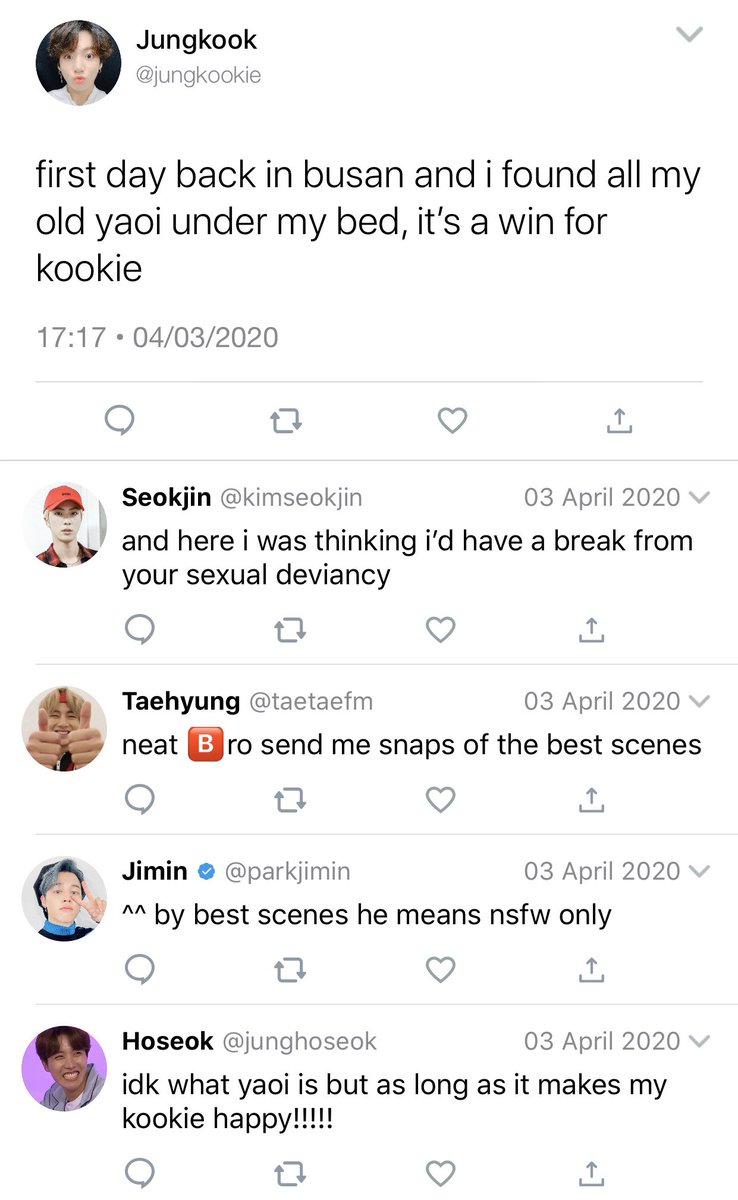 Jungkook
@jungkookie
first day back in busan and i found all my
old yaoi under my bed, it’s a win for
kookie
17:17 • 04/03/2020
Seokjin @kimseokjin 03 April 2020
and here i was thinking i’d have a break from
your sexual deviancy
Taehyung @taetaefm 03 April 2020
neat 🅱️ro send me snaps of the best scenes
Jimin @parkjimin 03 April 2020
^^ by best scenes he means nsfw only
Hoseok @junghoseok 03 April 2020
idk what yaoi is but as long as it makes my
kookie happy!!!!!